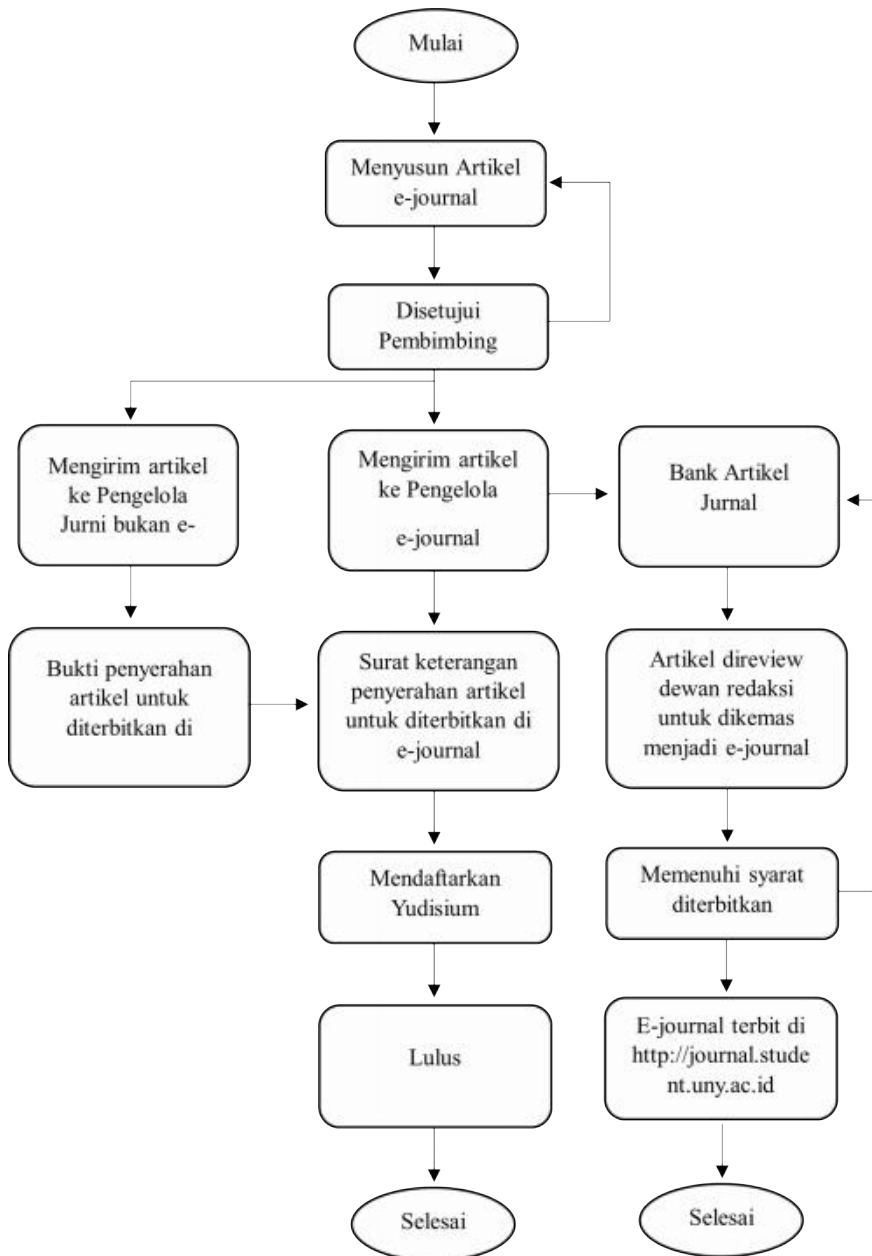 Mulai
Menyusun Artikel
e-journal
Disetujui
Pembimbing
Mengirim artikel
ke Pengelola
Jurni bukan e-
Mengirim artikel
ke Pengelola
e-journal
Bank Artikel
Jurnal
Bukti penyerahan
artikel untuk
diterbitkan di
Surat keterangan
penyerahan artikel
untuk diterbitkan di
e-journal
Artikel direview
dewan redaksi
untuk dikemas
menjadi e-journal
Mendaftarkan
Yudisium
Memenuhi syarat
diterbitkan
Lulus
E-journal terbit di
http://journal.stude
nt.uny.ac.id
Selesai
Selesai